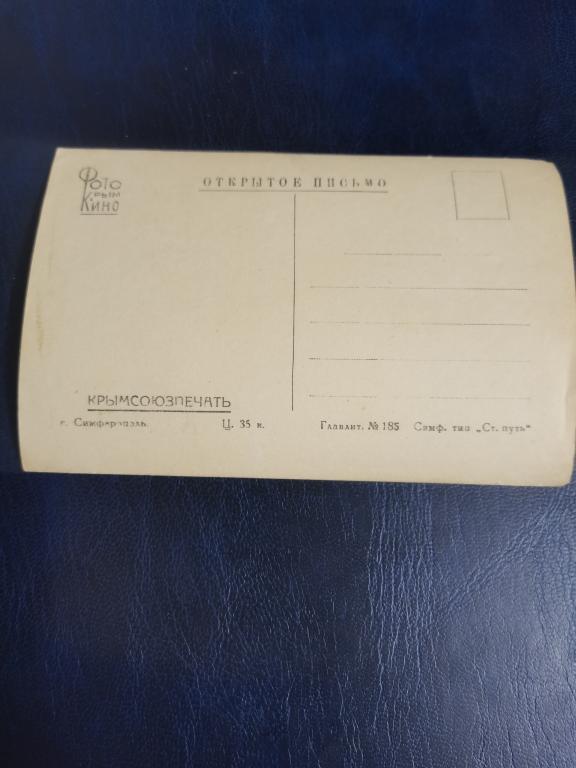 Фото
Крым
Кино
ОТКРЫТОЕ ПИСЬМО
КРЫМСОЮЗПЕЧАТЬ
г. Симферополь. Ц. 35 к.
Главлит. № 185 Симф. тип „Ст. путь“